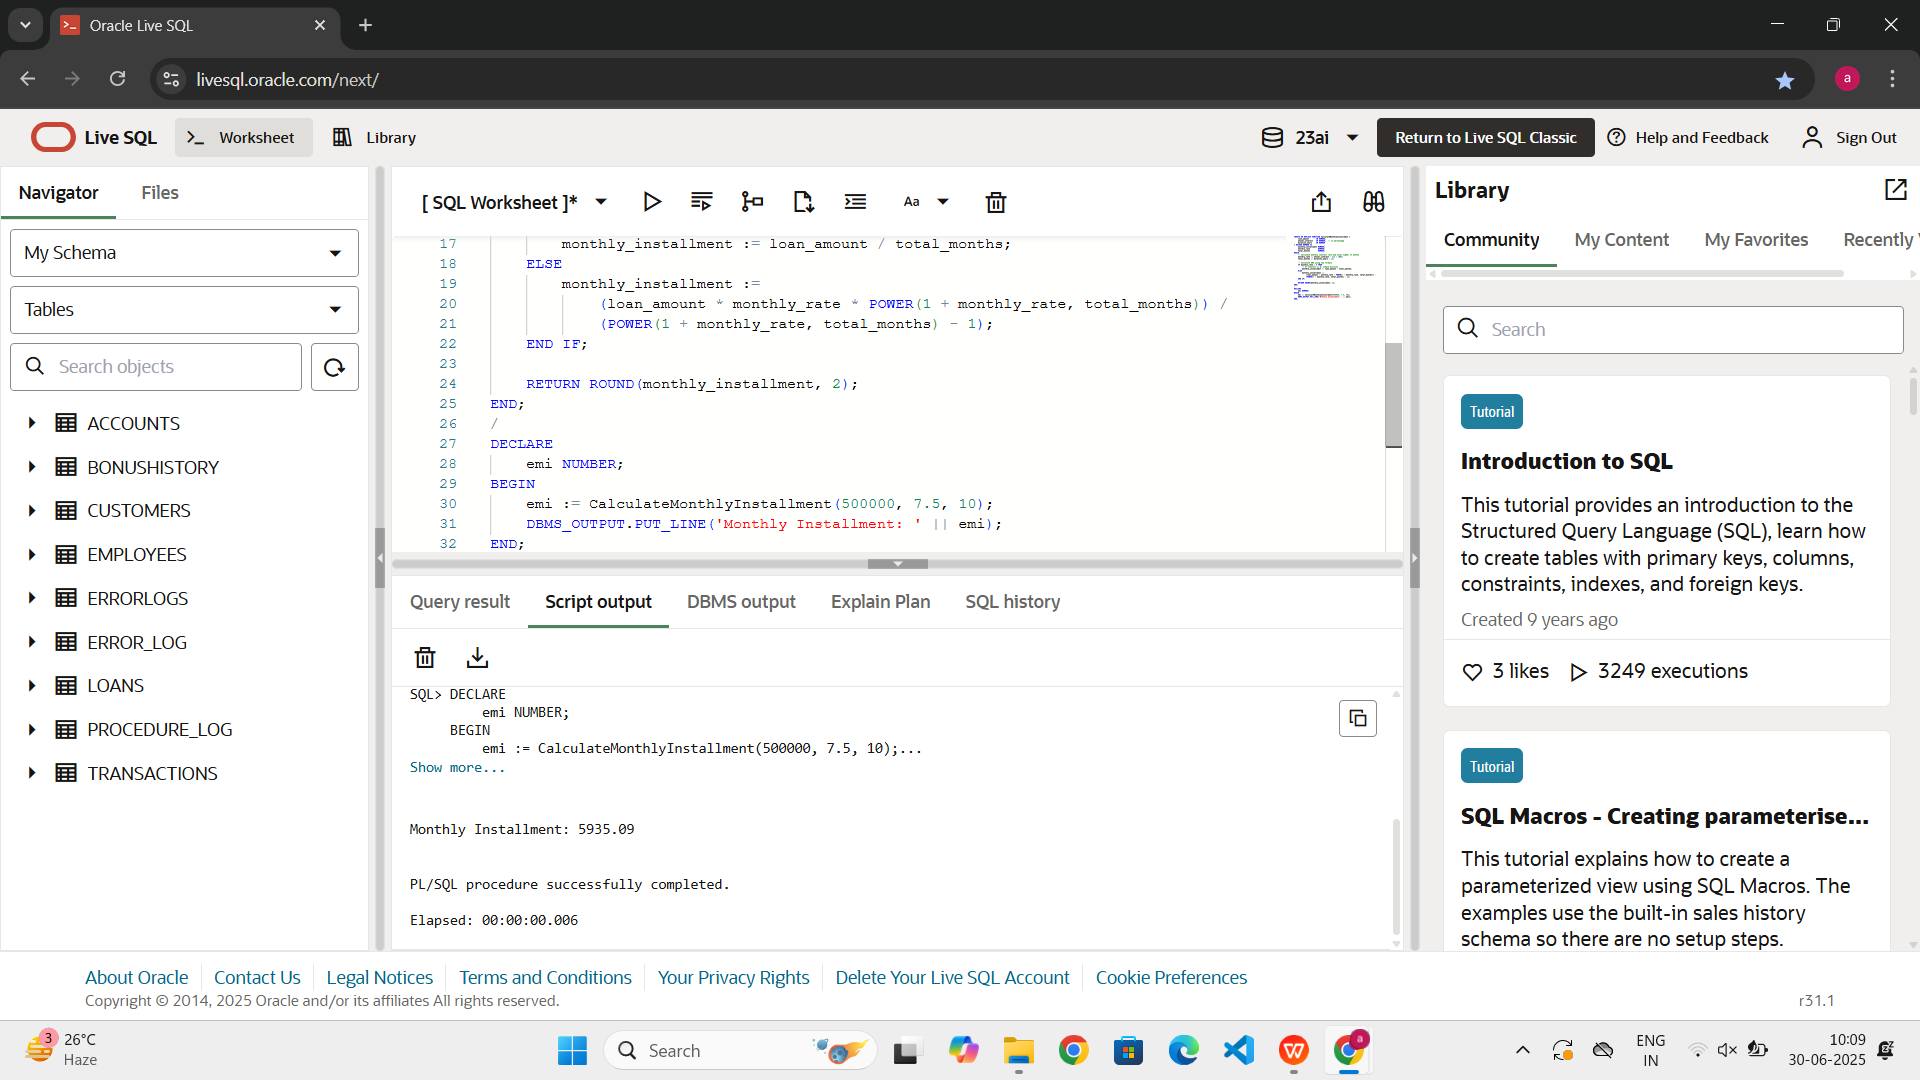 Oracle Live SQL
livesql.oracle.com/next/
a
Live SQL
Worksheet
Library
23ai
Return to Live SQL Classic
Help and Feedback
Sign Out
Navigator
Files
My Schema
Tables
Search objects
ACCOUNTS
BONUSHISTORY
CUSTOMERS
EMPLOYEES
ERRORLOGS
ERROR_LOG
LOANS
PROCEDURE_LOG
TRANSACTIONS
[ SQL Worksheet ]*
Aa
17 monthly_installment := loan_amount / total_months;
18 ELSE
19 monthly_installment :=
20 (loan_amount * monthly_rate * POWER(1 + monthly_rate, total_months)) /
21 (POWER(1 + monthly_rate, total_months) - 1);
22 END IF;
23
24 RETURN ROUND(monthly_installment, 2);
25 END;
26 /
27 DECLARE
28 emi NUMBER;
29 BEGIN
30 emi := CalculateMonthlyInstallment(500000, 7.5, 10);
31 DBMS_OUTPUT.PUT_LINE('Monthly Installment: ' || emi);
32 END;
Query result
Script output
DBMS output
Explain Plan
SQL history
SQL> DECLARE
emi NUMBER;
BEGIN
emi := CalculateMonthlyInstallment(500000, 7.5, 10);...
Show more...
Monthly Installment: 5935.09
PL/SQL procedure successfully completed.
Elapsed: 00:00:00.006
Library
Community
My Content
My Favorites
Recently
Search
Tutorial
Introduction to SQL
This tutorial provides an introduction to the
Structured Query Language (SQL), learn how
to create tables with primary keys, columns,
constraints, indexes, and foreign keys.
Created 9 years ago
3 likes
3249 executions
Tutorial
SQL Macros - Creating parameterise...
This tutorial explains how to create a
parameterized view using SQL Macros. The
examples use the built-in sales history
schema so there are no setup steps.
About Oracle
Contact Us
Legal Notices
Terms and Conditions
Your Privacy Rights
Delete Your Live SQL Account
Cookie Preferences
Copyright © 2014, 2025 Oracle and/or its affiliates All rights reserved.
r31.1
3
26°C
Haze
Search
a
ENG
IN
10:09
30-06-2025